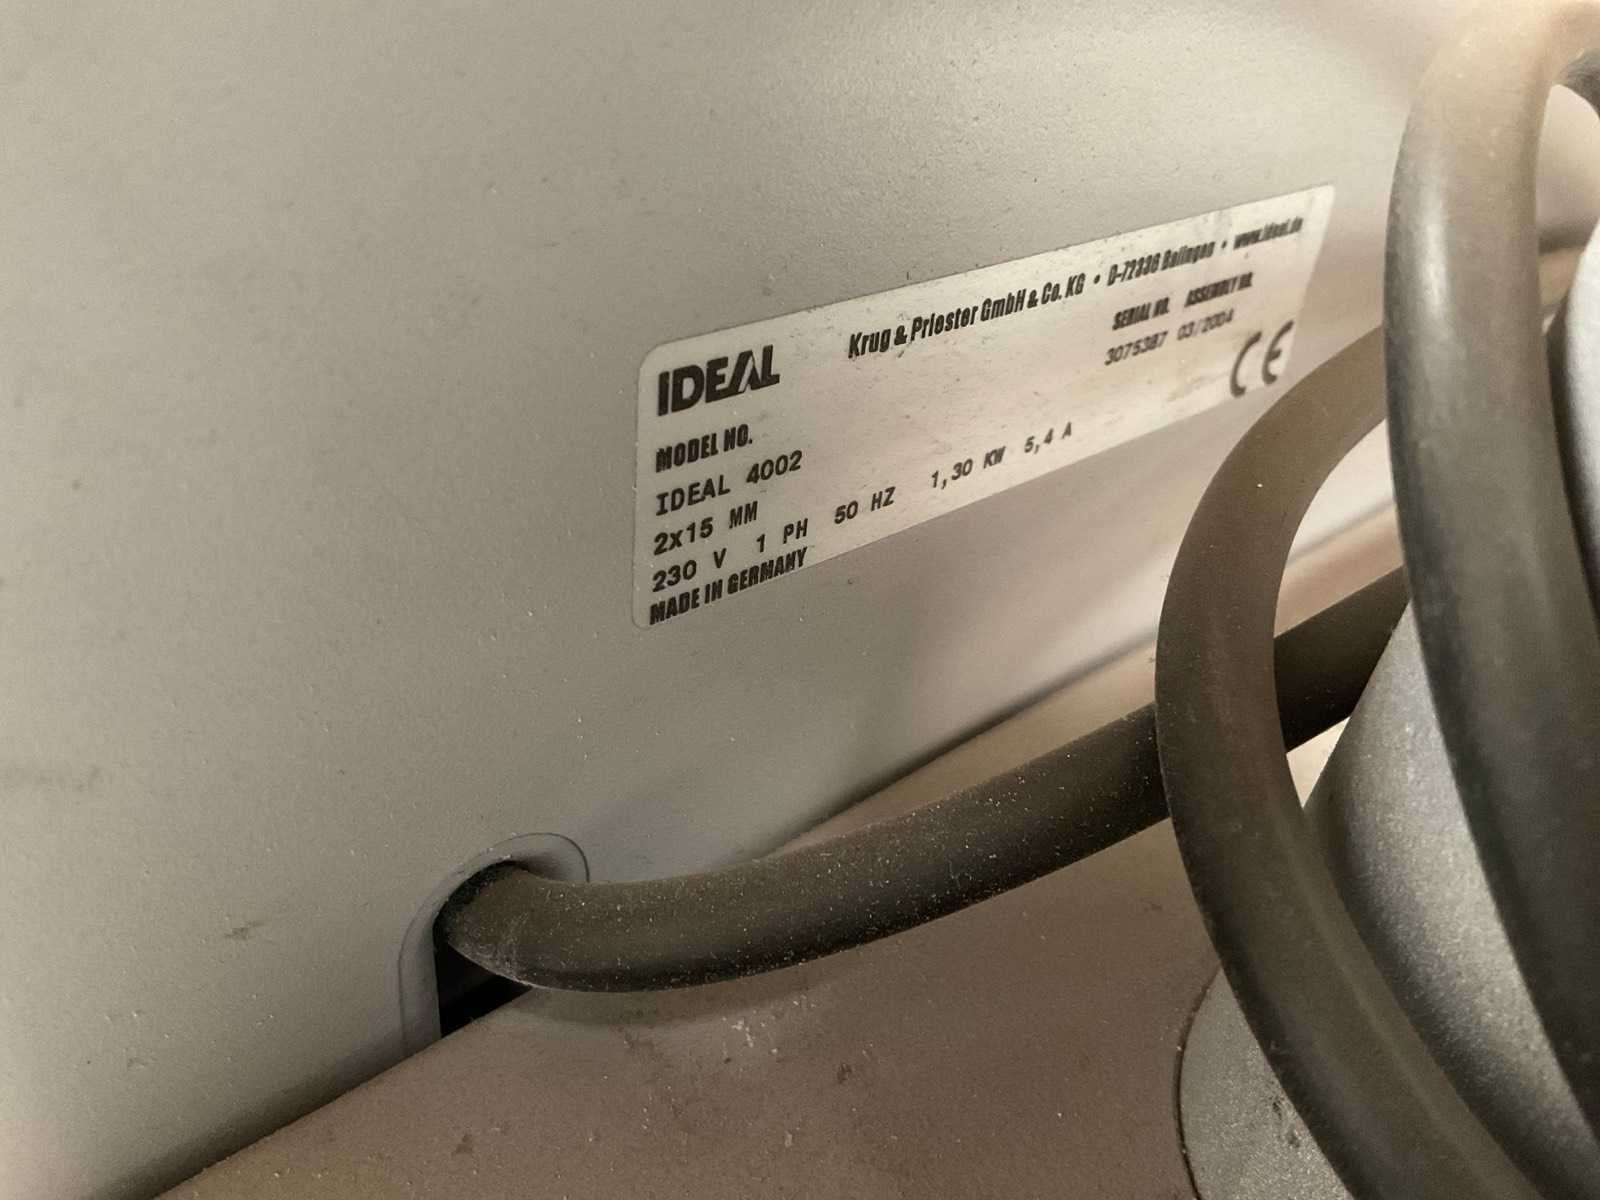 IDEAL
Krug & Priester GmbH & Co. KG • D-72336 Balingen • www.ideal.de
SERIAL NO. ASSEMBLY NO.
3075387 03/2004
CE
MODEL NO.
IDEAL 4002
2x15 MM
230 V 1 PH 50 HZ 1,30 KW 5,4 A
MADE IN GERMANY